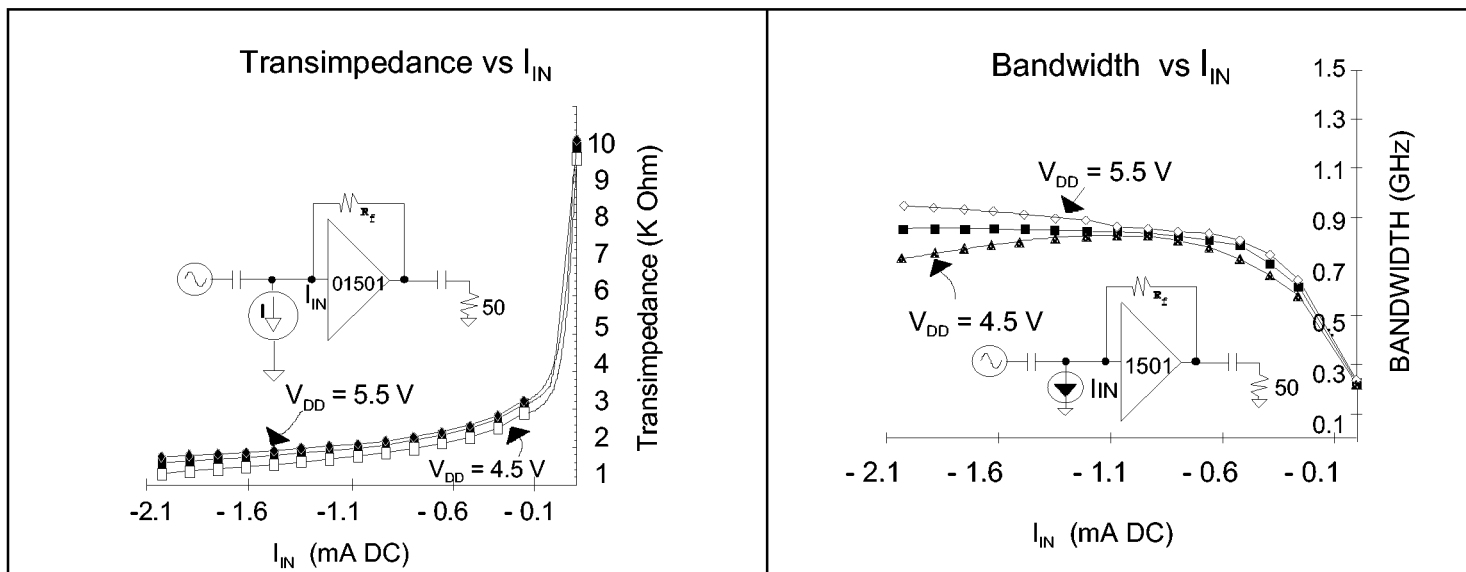 Transimpedance vs I_IN
10
9
8
7
6
5
4
3
2
1
Transimpedance (K Ohm)
R_f
01501
I_IN
I
50
V_DD = 5.5 V
V_DD = 4.5 V
-2.1 -1.6 -1.1 -0.6 -0.1
I_IN (mA DC)
Bandwidth vs I_IN
1.5
1.3
1.1
0.9
0.7
0.5
0.3
0.1
BANDWIDTH (GHz)
V_DD = 5.5 V
V_DD = 4.5 V
R_f
1501
IIN
50
-2.1 -1.6 -1.1 -0.6 -0.1
I_IN (mA DC)